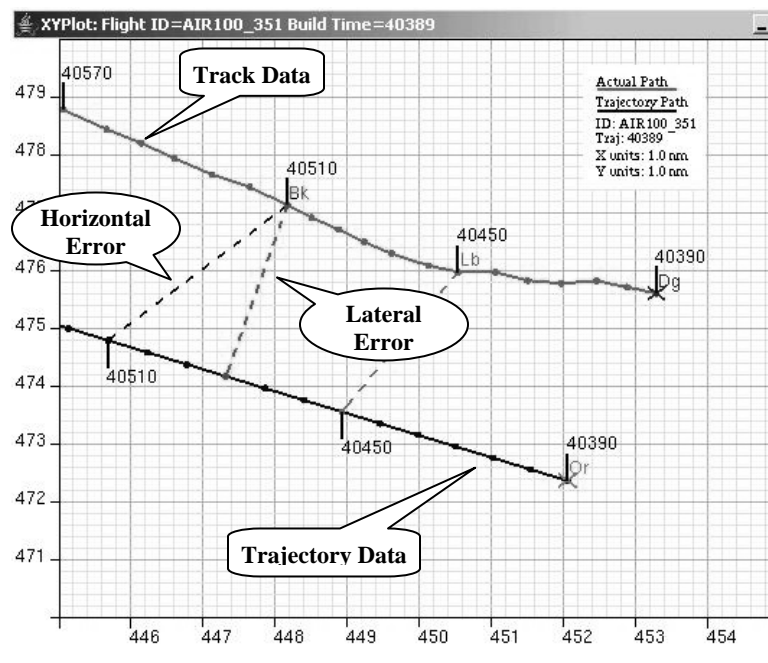 XYPlot: Flight ID=AIR100_351 Build Time=40389
40570
Track Data
Actual Path
Trajectory Path
ID: AIR100_351
Traj: 40389
X units: 1.0 nm
Y units: 1.0 nm
479
478
40510
Bk
Horizontal
Error
40450
Lb
40390
Dg
476
Lateral
Error
475
40510
474
40450
473
40390
Or
472
Trajectory Data
471
446
447
448
449
450
451
452
453
454